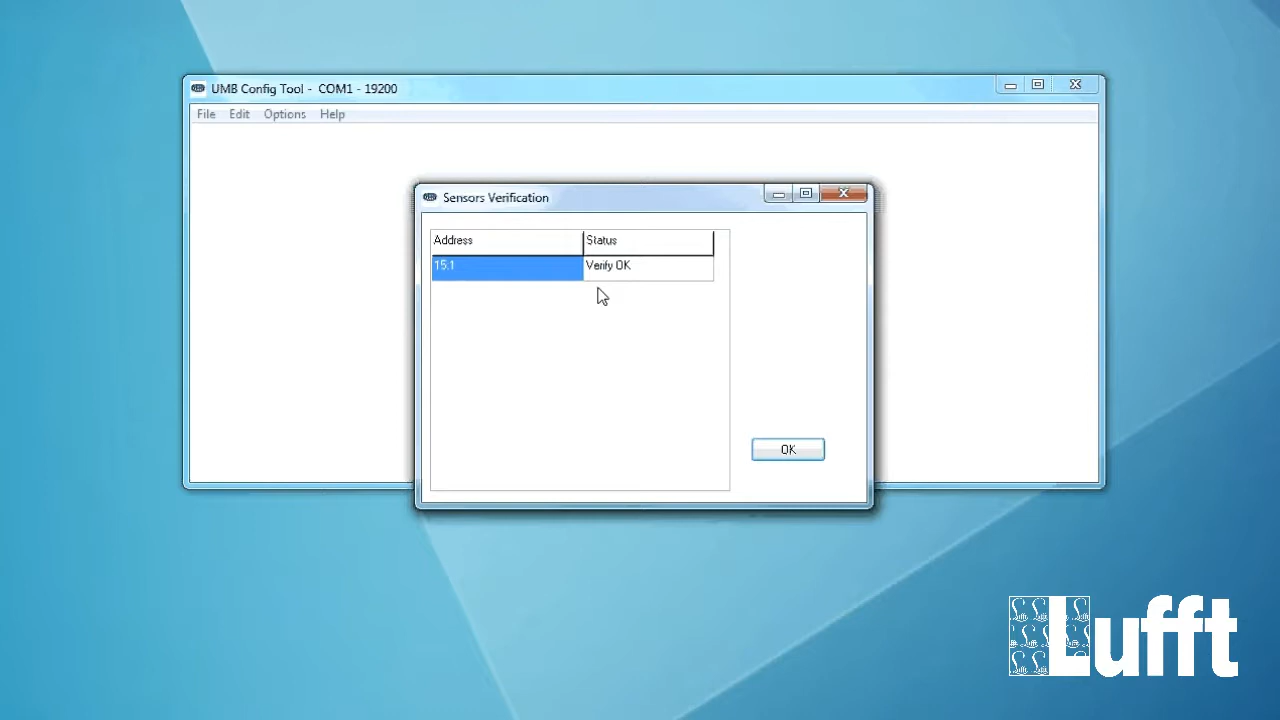 UMB Config Tool - COM1 - 19200
File Edit Options Help
Sensors Verification
Address Status
15:1 Verify OK
OK
Lufft